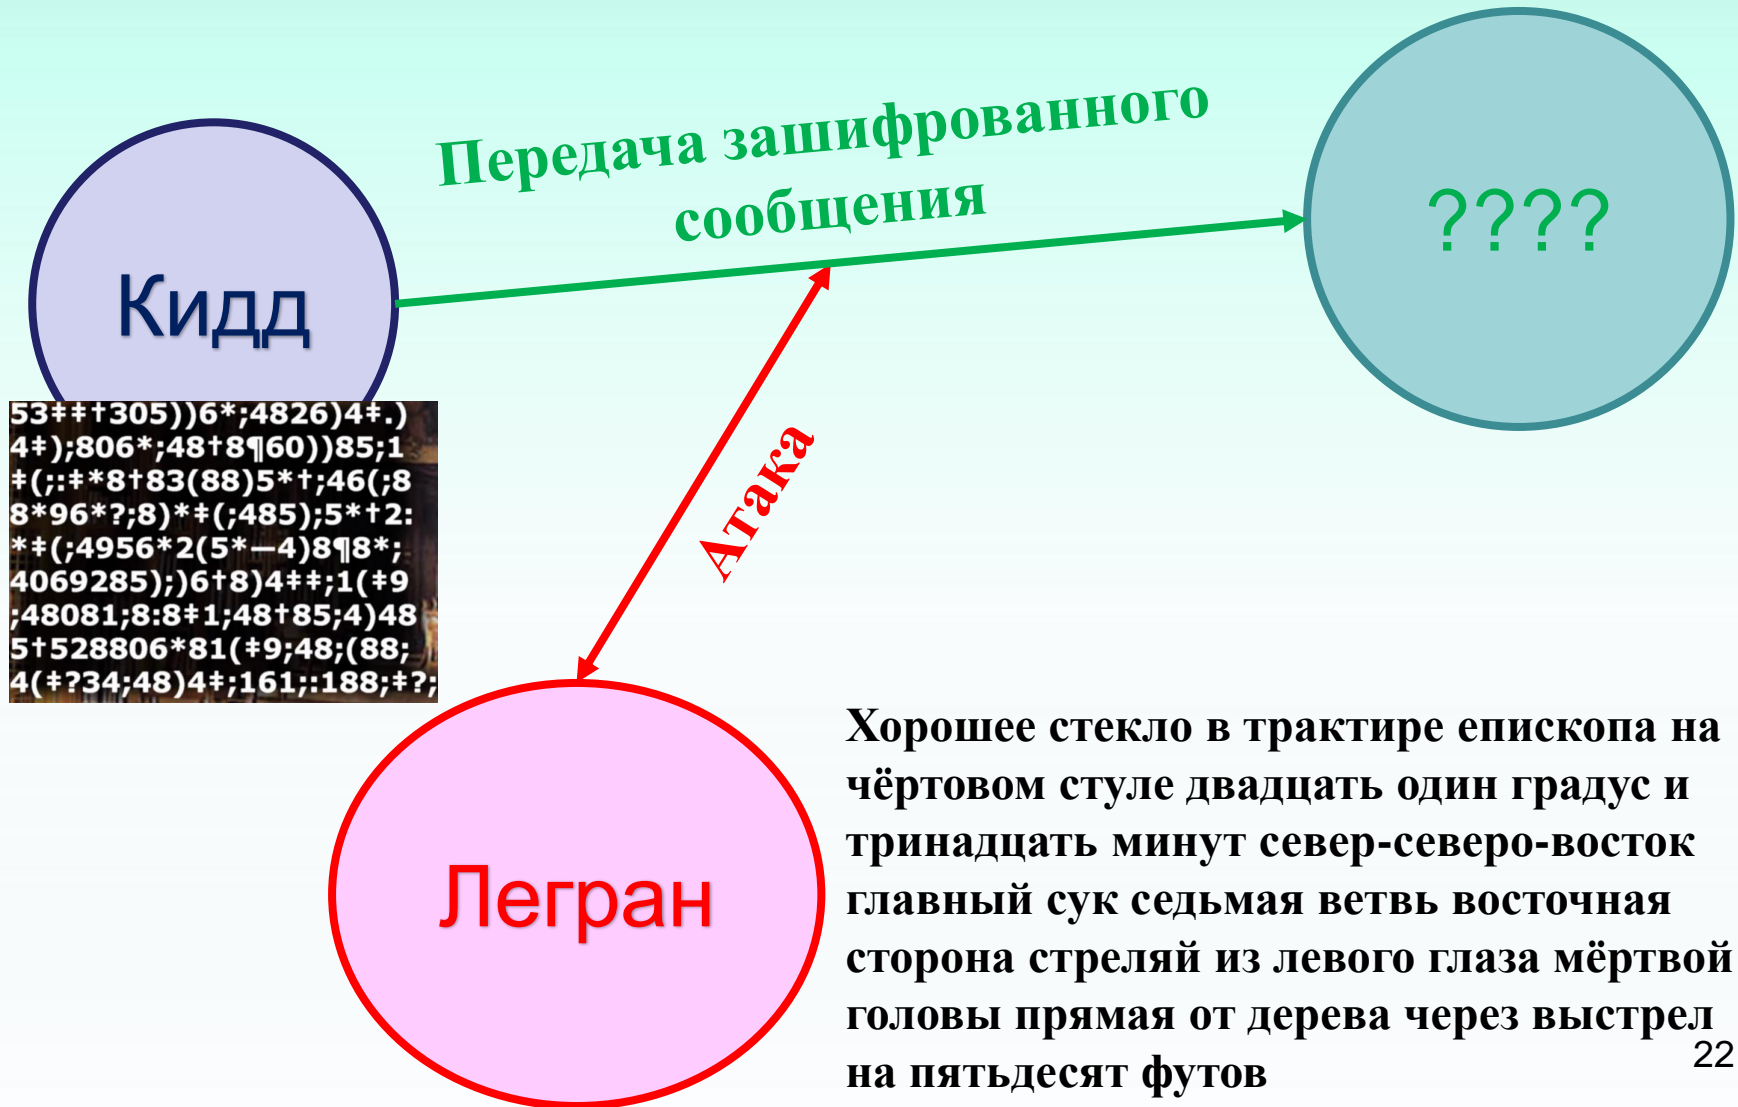 Передача зашифрованного
сообщения
????
Кидд
53‡‡†305))6*;4826)4‡.)
4‡);806*;48†8¶60))85;1
‡(;:‡*8†83(88)5*†;46(;8
8*96*?;8)*‡(;485);5*†2:
*‡(;4956*2(5*—4)8¶8*;
4069285);)6†8)4‡‡;1(‡9
;48081;8:8‡1;48†85;4)48
5†528806*81(‡9;48;(88;
4(‡?34;48)4‡;161;:188;‡?;
Атака
Легран
Хорошее стекло в трактире епископа на
чёртовом стуле двадцать один градус и
тринадцать минут север-северо-восток
главный сук седьмая ветвь восточная
сторона стреляй из левого глаза мёртвой
головы прямая от дерева через выстрел
на пятьдесят футов
22